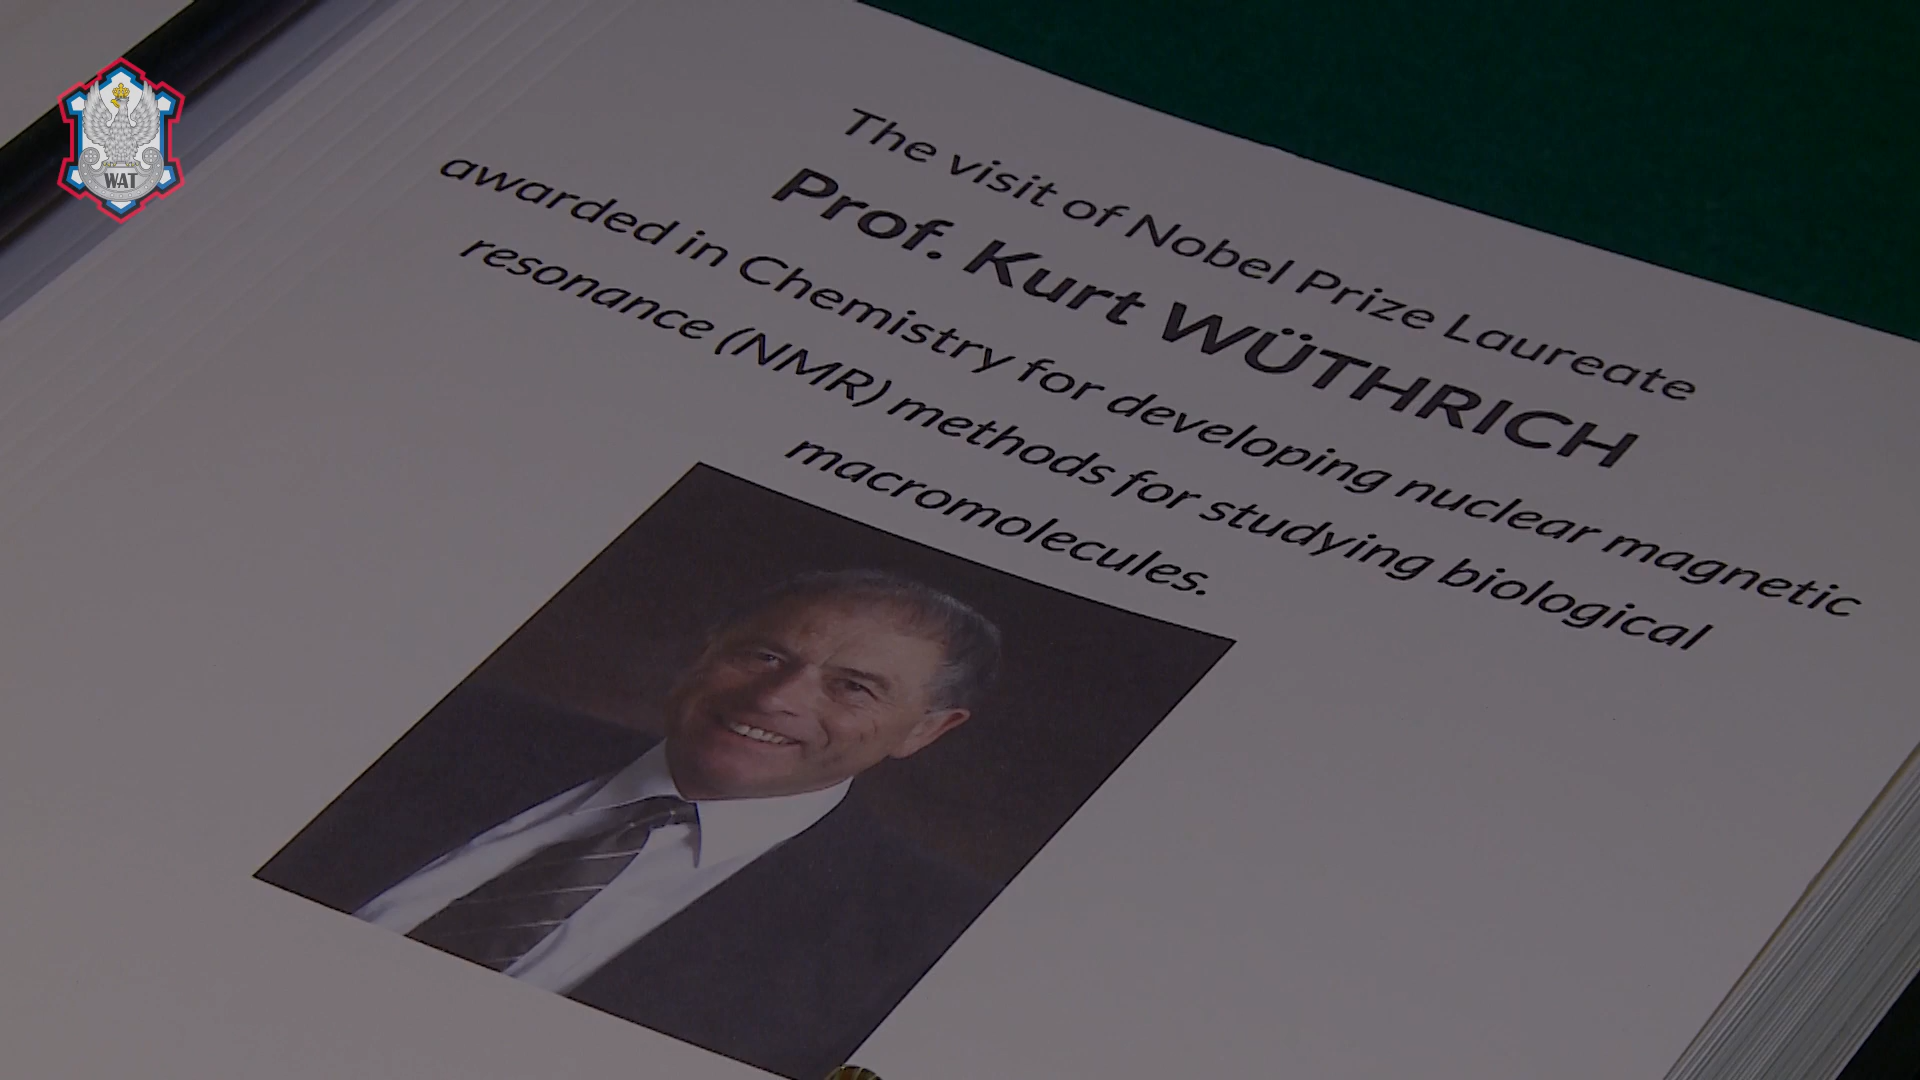 WAT
The visit of Nobel Prize Laureate
Prof. Kurt WÜTHRICH
awarded in Chemistry for developing nuclear magnetic
resonance (NMR) methods for studying biological
macromolecules.